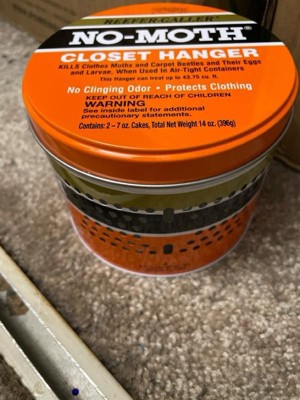 REEFER-GALLER®
NO-MOTH®
CLOSET HANGER
KILLS Clothes Moths and Carpet Beetles and Their Eggs
and Larvae, When Used In Air-Tight Containers
This Hanger can treat up to 43.75 cu. ft.
No Clinging Odor • Protects Clothing
KEEP OUT OF REACH OF CHILDREN
WARNING
See inside label for additional
precautionary statements.
Contains: 2 – 7 oz. Cakes, Total Net Weight 14 oz. (396g)